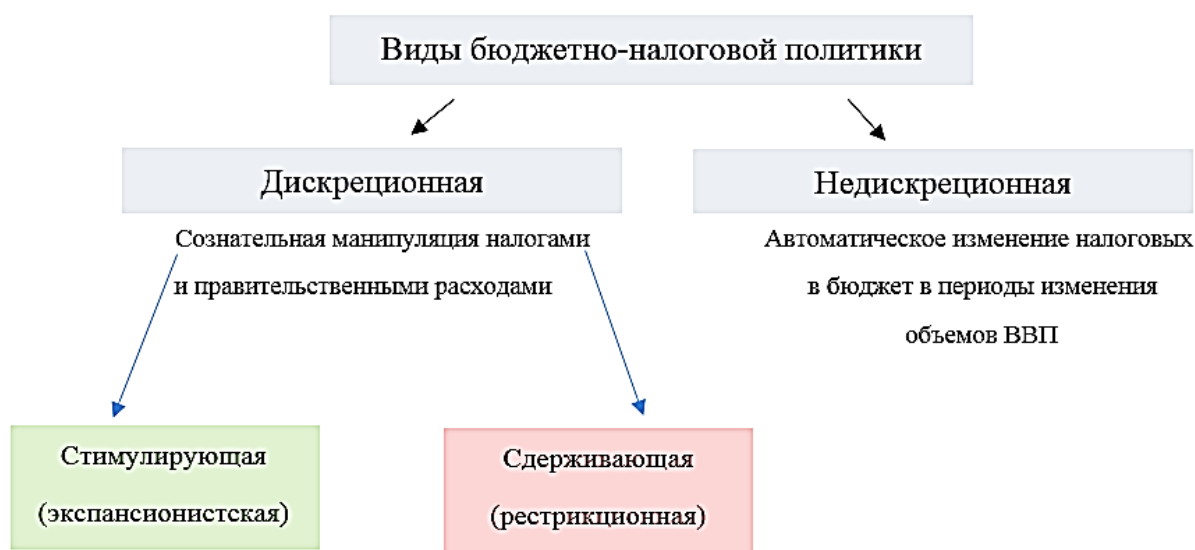 Виды бюджетно-налоговой политики
Дискреционная
Сознательная манипуляция налогами
и правительственными расходами
Недискреционная
Автоматическое изменение налоговых
в бюджет в периоды изменения
объемов ВВП
Стимулирующая
(экспансионистская)
Сдерживающая
(рестрикционная)